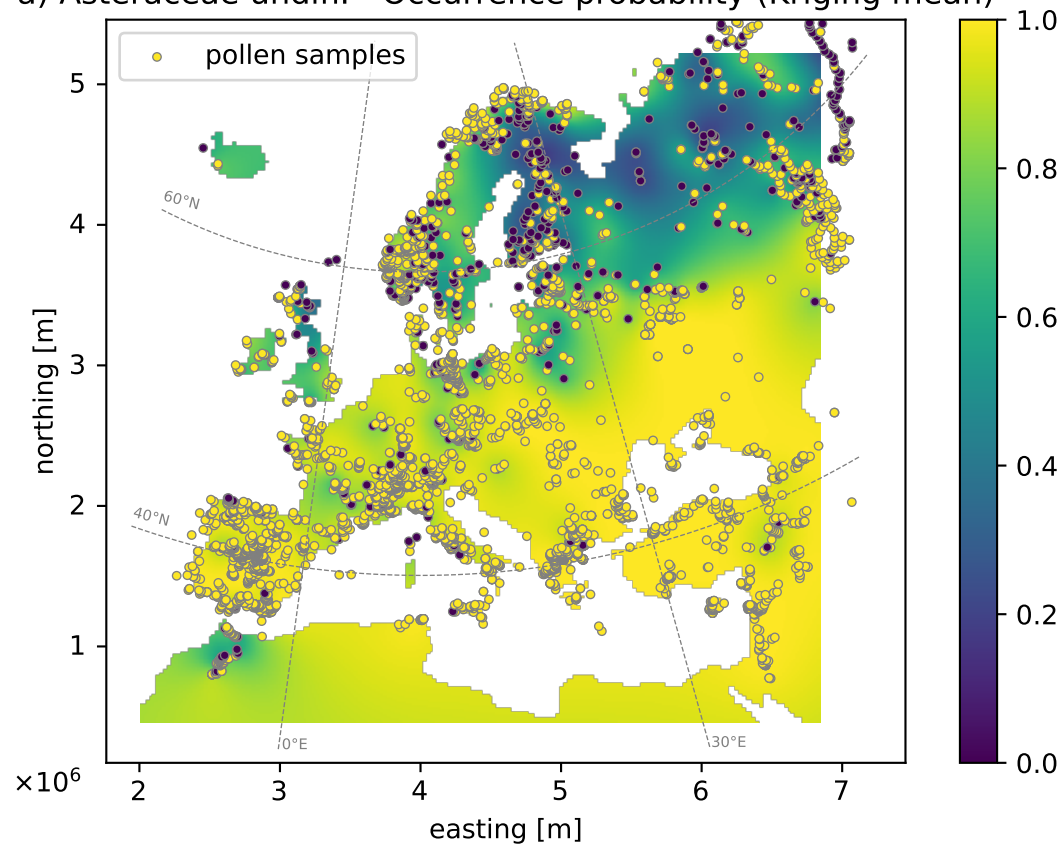 a) Asteraceae undiff. - Occurrence probability (Kriging mean)
pollen samples
60°N
40°N
0°E
30°E
5
4
3
2
1
northing [m]
×10⁶
2
3
4
5
6
7
easting [m]
1.0
0.8
0.6
0.4
0.2
0.0